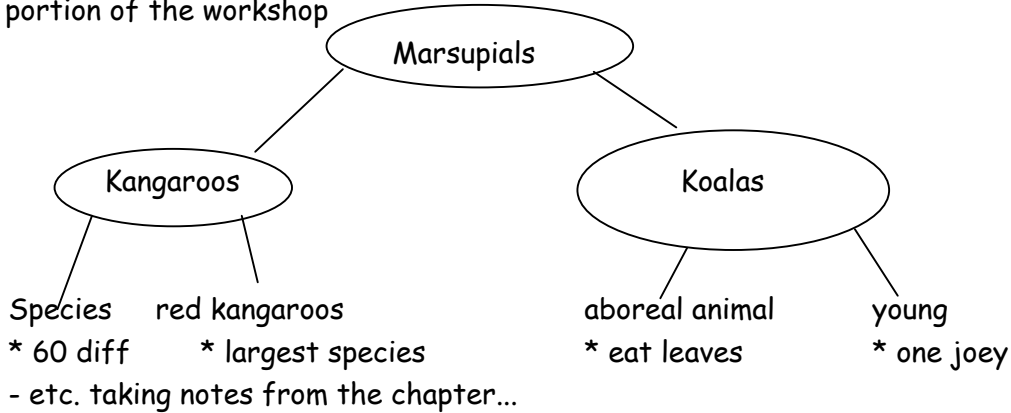 portion of the workshop
Marsupials
Kangaroos Koalas
Species red kangaroos aboreal animal young
* 60 diff * largest species * eat leaves * one joey
- etc. taking notes from the chapter...